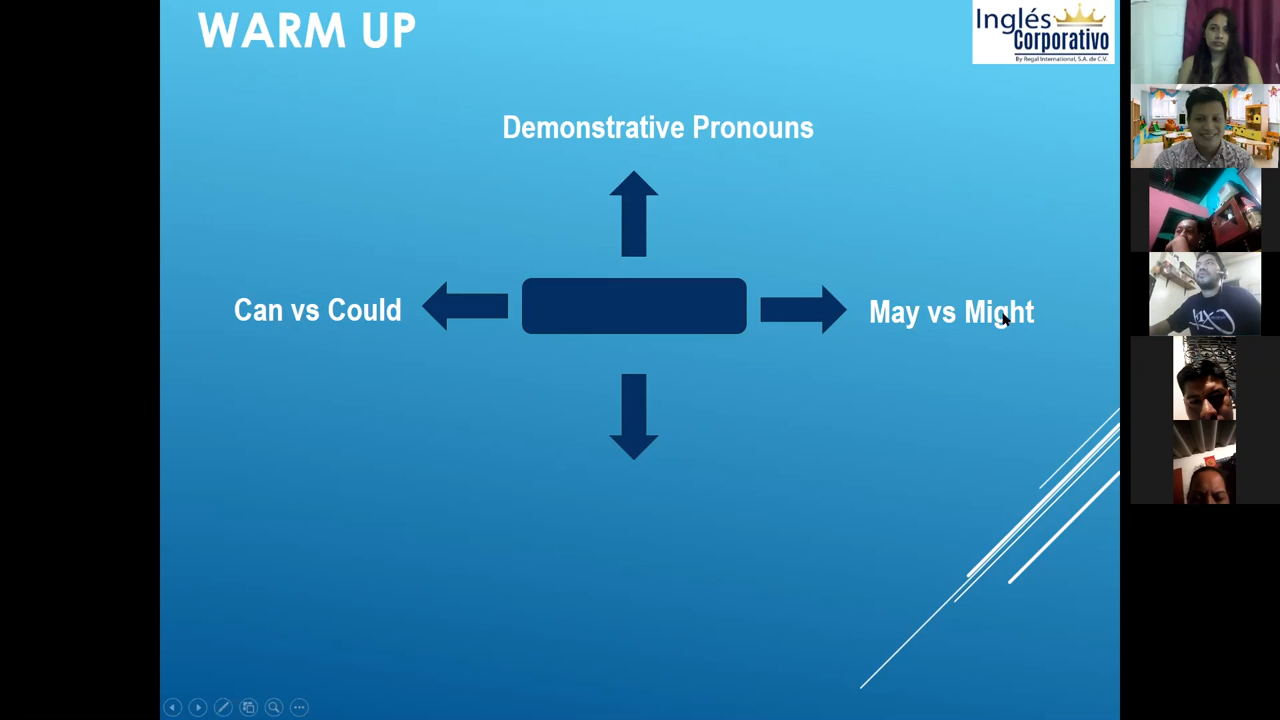 WARM UP
Inglés
Corporativo
By Regal International, S.A. de C.V.
Demonstrative Pronouns
Can vs Could
May vs Might